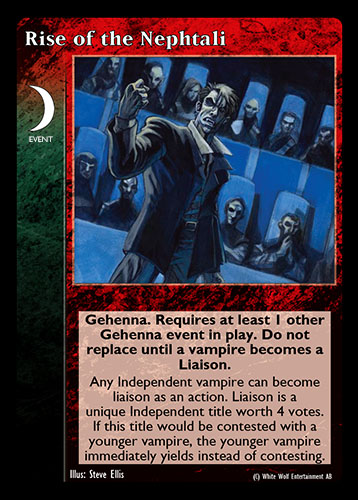 Rise of the Nephtali
EVENT
Gehenna. Requires at least 1 other
Gehenna event in play. Do not
replace until a vampire becomes a
Liaison.
Any Independent vampire can become
liaison as an action. Liaison is a
unique Independent title worth 4 votes.
If this title would be contested with a
younger vampire, the younger vampire
immediately yields instead of contesting.
Illus: Steve Ellis
(C) White Wolf Entertainment AB